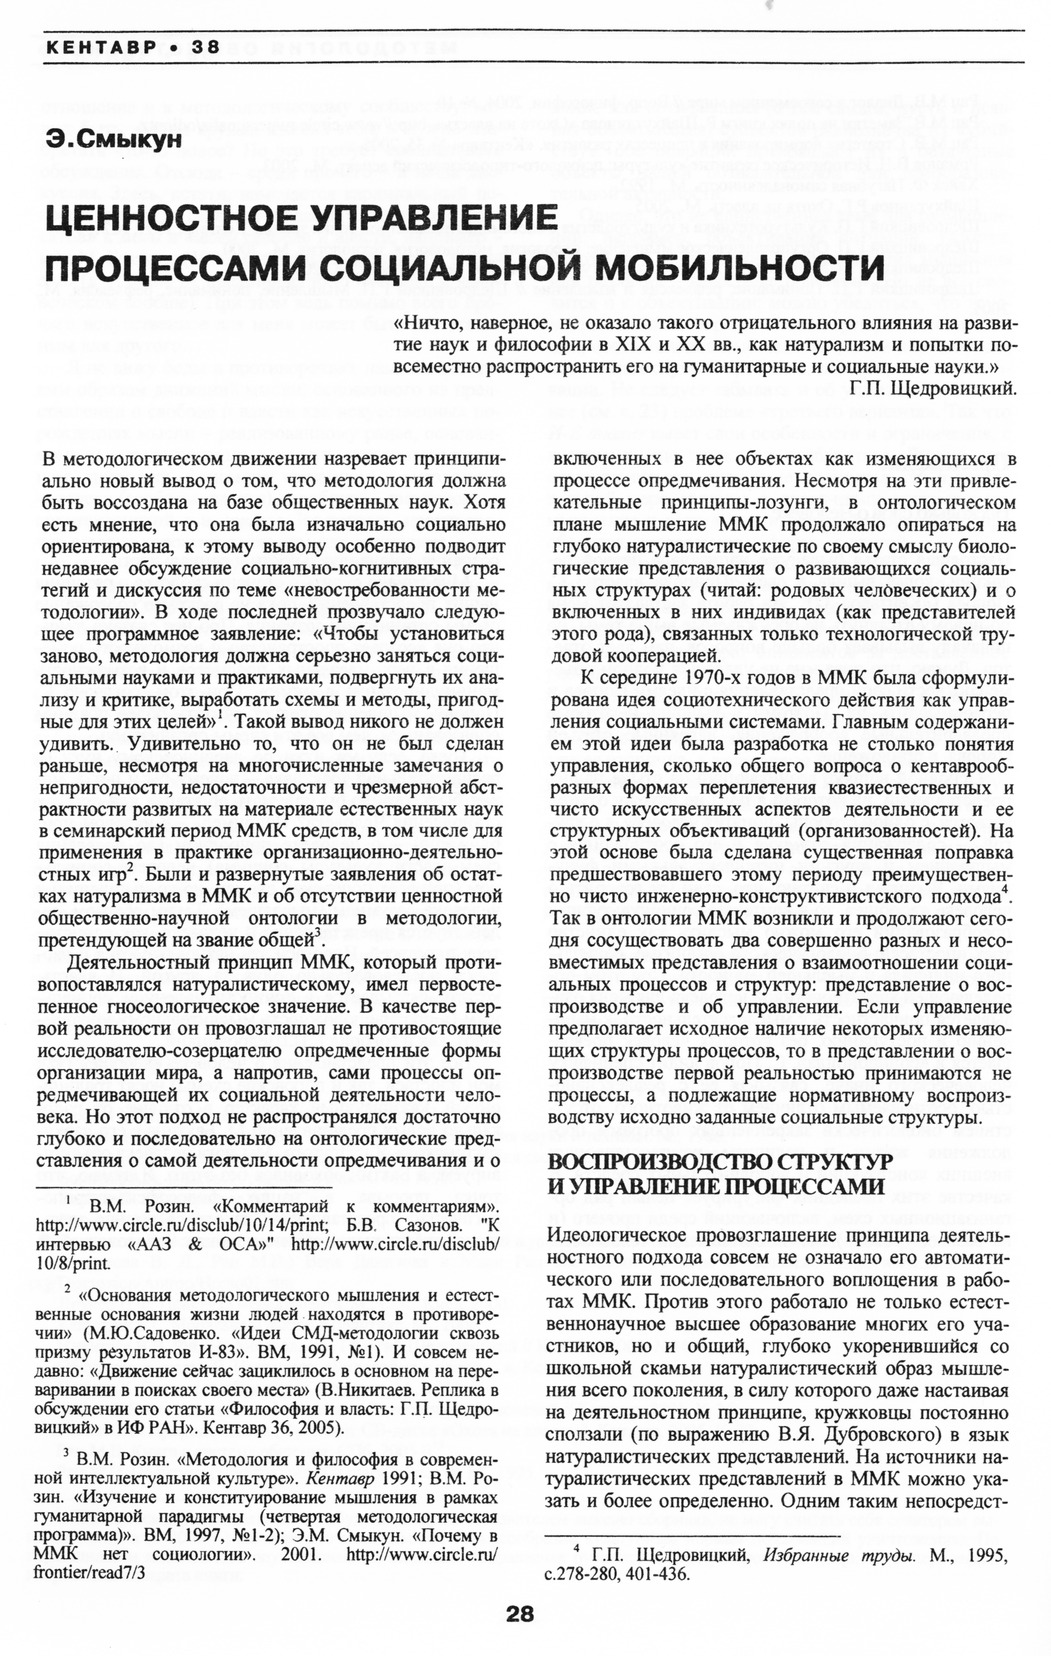 КЕНТАВР • 38
Э.Смыкун
ЦЕННОСТНОЕ УПРАВЛЕНИЕ
ПРОЦЕССАМИ СОЦИАЛЬНОЙ МОБИЛЬНОСТИ
«Ничто, наверное, не оказало такого отрицательного влияния на разви-
тие наук и философии в XIX и XX вв., как натурализм и попытки по-
всеместно распространить его на гуманитарные и социальные науки.»
Г.П. Щедровицкий.
В методологическом движении назревает принципи-
ально новый вывод о том, что методология должна
быть воссоздана на базе общественных наук. Хотя
есть мнение, что она была изначально социально
ориентирована, к этому выводу особенно подводит
недавнее обсуждение социально-когнитивных стра-
тегий и дискуссия по теме «невостребованности ме-
тодологии». В ходе последней прозвучало следую-
щее программное заявление: «Чтобы установиться
заново, методология должна серьезно заняться соци-
альными науками и практиками, подвергнуть их ана-
лизу и критике, выработать схемы и методы, пригод-
ные для этих целей»¹. Такой вывод никого не должен
удивить. Удивительно то, что он не был сделан
раньше, несмотря на многочисленные замечания о
непригодности, недостаточности и чрезмерной абст-
рактности развитых на материале естественных наук
в семинарский период ММК средств, в том числе для
применения в практике организационно-деятельно-
стных игр². Были и развернутые заявления об остат-
ках натурализма в ММК и об отсутствии ценностной
общественно-научной онтологии в методологии,
претендующей на звание общей³.
Деятельностный принцип ММК, который проти-
вопоставлялся натуралистическому, имел первосте-
пенное гносеологическое значение. В качестве пер-
вой реальности он провозглашал не противостоящие
исследователю-созерцателю опредмеченные формы
организации мира, а напротив, сами процессы оп-
редмечивающей их социальной деятельности чело-
века. Но этот подход не распространялся достаточно
глубоко и последовательно на онтологические пред-
ставления о самой деятельности опредмечивания и о
¹ В.М. Розин. «Комментарий к комментариям».
http://www.circle.ru/disclub/10/14/print; Б.В. Сазонов. "К
интервью «ААЗ & ОСА»" http://www.circle.ru/disclub/
10/8/print.
² «Основания методологического мышления и естест-
венные основания жизни людей находятся в противоре-
чии» (М.Ю.Садовенко. «Идеи СМД-методологии сквозь
призму результатов И-83». ВМ, 1991, №1). И совсем не-
давно: «Движение сейчас зациклилось в основном на пере-
варивании в поисках своего места» (В.Никитаев. Реплика в
обсуждении его статьи «Философия и власть: Г.П. Щедро-
вицкий» в ИФ РАН». Кентавр 36, 2005).
³ В.М. Розин. «Методология и философия в современ-
ной интеллектуальной культуре». Кентавр 1991; В.М. Ро-
зин. «Изучение и конституирование мышления в рамках
гуманитарной парадигмы (четвертая методологическая
программа)». ВМ, 1997, №1-2); Э.М. Смыкун. «Почему в
ММК нет социологии». 2001. http://www.circle.ru/
frontier/read7/3
включенных в нее объектах как изменяющихся в
процессе опредмечивания. Несмотря на эти привле-
кательные принципы-лозунги, в онтологическом
плане мышление ММК продолжало опираться на
глубоко натуралистические по своему смыслу биоло-
гические представления о развивающихся социаль-
ных структурах (читай: родовых человеческих) и о
включенных в них индивидах (как представителей
этого рода), связанных только технологической тру-
довой кооперацией.
К середине 1970-х годов в ММК была сформули-
рована идея социотехнического действия как управ-
ления социальными системами. Главным содержани-
ем этой идеи была разработка не столько понятия
управления, сколько общего вопроса о кентаврооб-
разных формах переплетения квазиестественных и
чисто искусственных аспектов деятельности и ее
структурных объективаций (организованностей). На
этой основе была сделана существенная поправка
предшествовавшего этому периоду преимуществен-
но чисто инженерно-конструктивистского подхода⁴.
Так в онтологии ММК возникли и продолжают сего-
дня сосуществовать два совершенно разных и несо-
вместимых представления о взаимоотношении соци-
альных процессов и структур: представление о вос-
производстве и об управлении. Если управление
предполагает исходное наличие некоторых изменяю-
щих структуры процессов, то в представлении о вос-
производстве первой реальностью принимаются не
процессы, а подлежащие нормативному воспроиз-
водству исходно заданные социальные структуры.
ВОСПРОИЗВОДСТВО СТРУКТУР
И УПРАВЛЕНИЕ ПРОЦЕССАМИ
Идеологическое провозглашение принципа деятель-
ностного подхода совсем не означало его автомати-
ческого или последовательного воплощения в рабо-
тах ММК. Против этого работало не только естест-
веннонаучное высшее образование многих его уча-
стников, но и общий, глубоко укоренившийся со
школьной скамьи натуралистический образ мышле-
ния всего поколения, в силу которого даже настаивая
на деятельностном принципе, кружковцы постоянно
сползали (по выражению В.Я. Дубровского) в язык
натуралистических представлений. На источники на-
туралистических представлений в ММК можно ука-
зать и более определенно. Одним таким непосредст-
⁴ Г.П. Щедровицкий, Избранные труды. М., 1995,
с.278-280, 401-436.
28